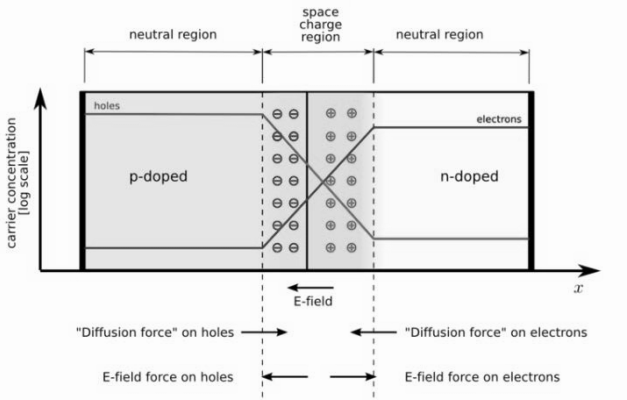 space
charge
region
neutral region
neutral region
carrier concentration
[log scale]
holes
electrons
p-doped
n-doped
⊖ ⊖ ⊕ ⊕
⊖ ⊖ ⊕ ⊕
⊖ ⊖ ⊕ ⊕
⊖ ⊖ ⊕ ⊕
⊖ ⊖ ⊕ ⊕
⊖ ⊖ ⊕ ⊕
⊖ ⊖ ⊕ ⊕
x
E-field
"Diffusion force" on holes
"Diffusion force" on electrons
E-field force on holes
E-field force on electrons